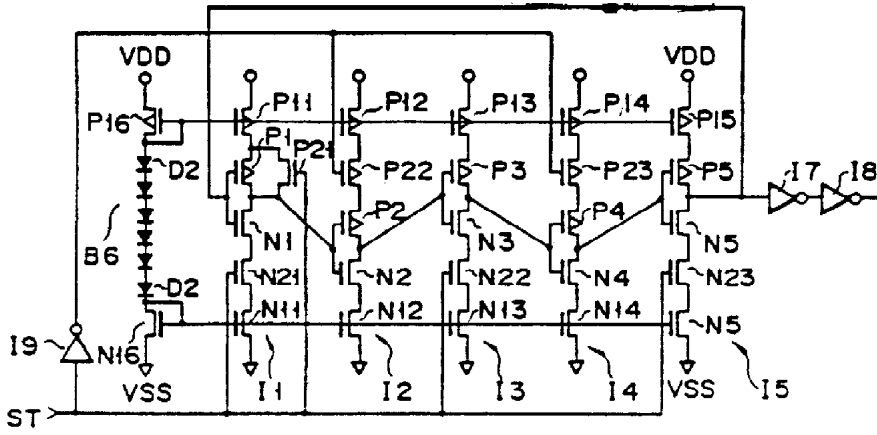 VDD VDD
P16 P11 P12 P13 P14 P15
D2 P1 P21 P22 P3 P23 P5 I7 I8
B6 P2 P4
N1 N3 N5
D2 N21 N2 N22 N4 N23
I9 N16 N11 N12 N13 N14 N5
VSS I1 I2 I3 I4 VSS I5
ST